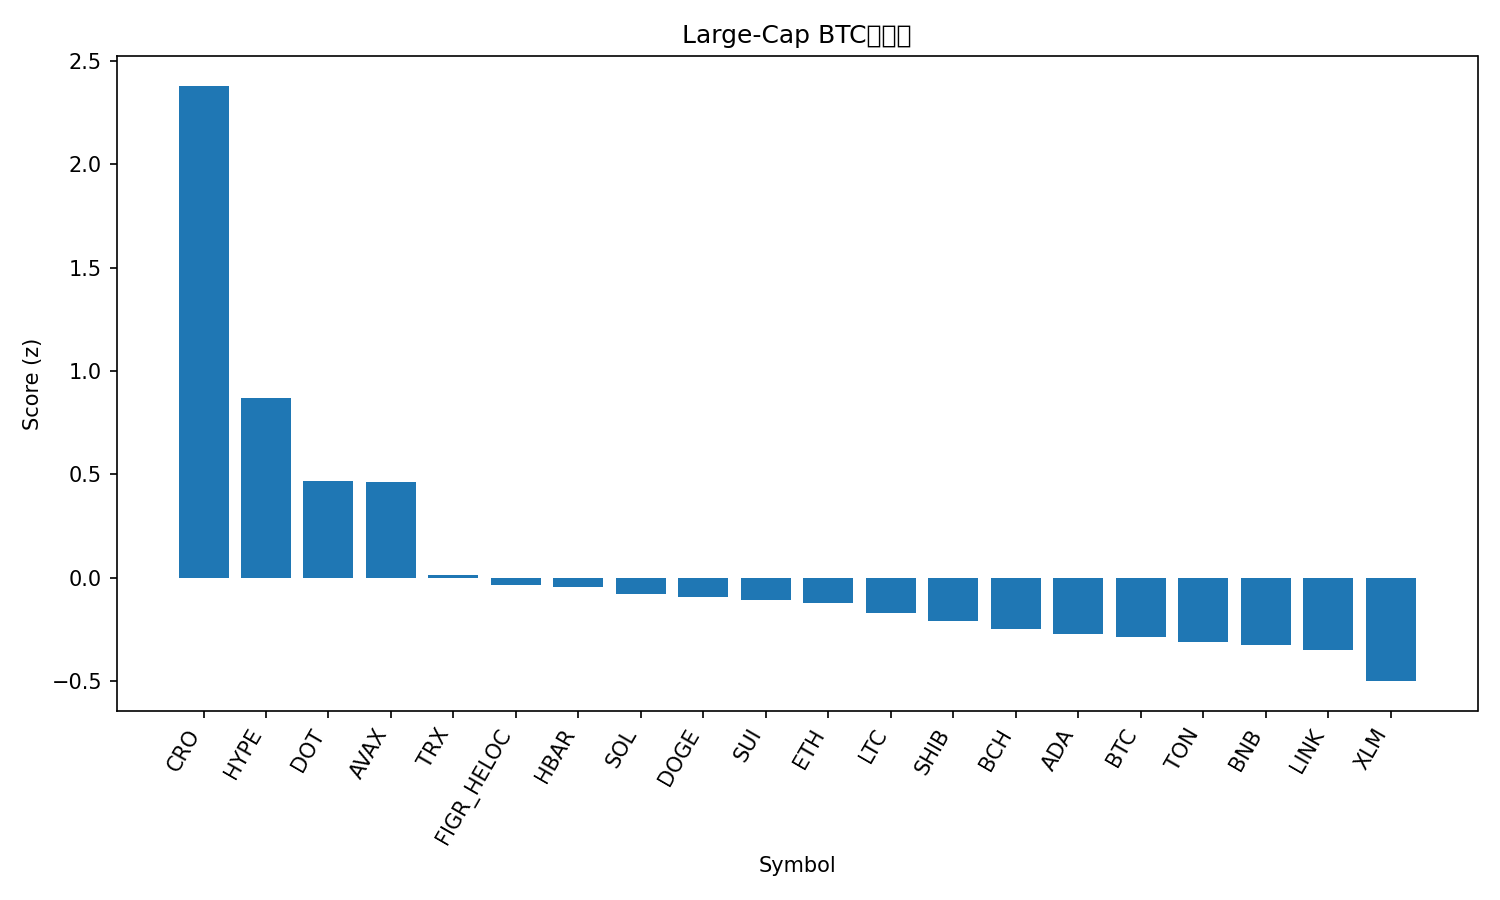 Large-Cap BTC
2.5
2.0
1.5
1.0
0.5
0.0
−0.5
Score (z)
CRO
HYPE
DOT
AVAX
TRX
FIGR_HELOC
HBAR
SOL
DOGE
SUI
ETH
LTC
SHIB
BCH
ADA
BTC
TON
BNB
LINK
XLM
Symbol